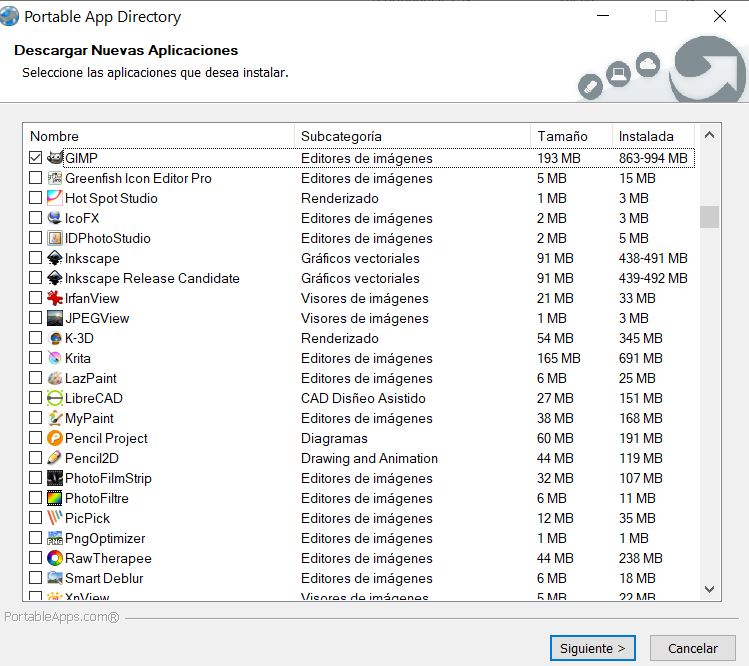 Portable App Directory
Descargar Nuevas Aplicaciones
Seleccione las aplicaciones que desea instalar.
Nombre Subcategoría Tamaño Instalada
GIMP Editores de imágenes 193 MB 863-994 MB
Greenfish Icon Editor Pro Editores de imágenes 5 MB 15 MB
Hot Spot Studio Renderizado 1 MB 3 MB
IcoFX Editores de imágenes 2 MB 3 MB
IDPhotoStudio Editores de imágenes 2 MB 5 MB
Inkscape Gráficos vectoriales 91 MB 438-491 MB
Inkscape Release Candidate Gráficos vectoriales 91 MB 439-492 MB
IrfanView Visores de imágenes 21 MB 33 MB
JPEGView Visores de imágenes 1 MB 3 MB
K-3D Renderizado 54 MB 345 MB
Krita Editores de imágenes 165 MB 691 MB
LazPaint Editores de imágenes 6 MB 25 MB
LibreCAD CAD Disñeo Asistido 27 MB 151 MB
MyPaint Editores de imágenes 38 MB 168 MB
Pencil Project Diagramas 60 MB 191 MB
Pencil2D Drawing and Animation 44 MB 119 MB
PhotoFilmStrip Editores de imágenes 32 MB 107 MB
PhotoFiltre Editores de imágenes 6 MB 11 MB
PicPick Editores de imágenes 12 MB 35 MB
PngOptimizer Editores de imágenes 1 MB 1 MB
RawTherapee Editores de imágenes 44 MB 238 MB
Smart Deblur Editores de imágenes 6 MB 18 MB
XnView Visores de imágenes 5 MB 22 MB
PortableApps.com®
Siguiente > Cancelar